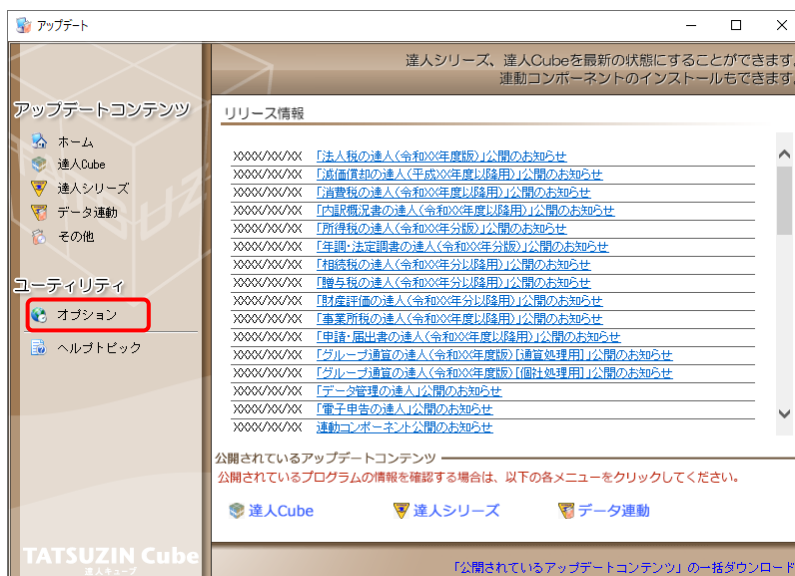 アップデート
達人シリーズ、達人Cubeを最新の状態にすることができます。
連動コンポーネントのインストールもできます。
アップデートコンテンツ
ホーム
達人Cube
達人シリーズ
データ連動
その他
ユーティリティ
オプション
ヘルプトピック
リリース情報
XXXX/XX/XX 「法人税の達人(令和XX年度版)」公開のお知らせ
XXXX/XX/XX 「減価償却の達人(平成XX年度以降用)」公開のお知らせ
XXXX/XX/XX 「消費税の達人(令和XX年度以降用)」公開のお知らせ
XXXX/XX/XX 「内訳概況書の達人(令和XX年度以降用)」公開のお知らせ
XXXX/XX/XX 「所得税の達人(令和XX年分版)」公開のお知らせ
XXXX/XX/XX 「年調・法定調書の達人(令和XX年分版)」公開のお知らせ
XXXX/XX/XX 「相続税の達人(令和XX年分以降用)」公開のお知らせ
XXXX/XX/XX 「贈与税の達人(令和XX年分以降用)」公開のお知らせ
XXXX/XX/XX 「財産評価の達人(令和XX年分以降用)」公開のお知らせ
XXXX/XX/XX 「事業所税の達人(令和XX年度以降用)」公開のお知らせ
XXXX/XX/XX 「申請・届出書の達人(令和XX年度以降用)」公開のお知らせ
XXXX/XX/XX 「グループ通算の達人(令和XX年度版)[通算処理用]」公開のお知らせ
XXXX/XX/XX 「グループ通算の達人(令和XX年度版)[個社処理用]」公開のお知らせ
XXXX/XX/XX 「データ管理の達人」公開のお知らせ
XXXX/XX/XX 「電子申告の達人」公開のお知らせ
XXXX/XX/XX 連動コンポーネント公開のお知らせ
公開されているアップデートコンテンツ
公開されているプログラムの情報を確認する場合は、以下の各メニューをクリックしてください。
達人Cube 達人シリーズ データ連動
TATSUZIN Cube
達人キューブ
「公開されているアップデートコンテンツ」の一括ダウンロード